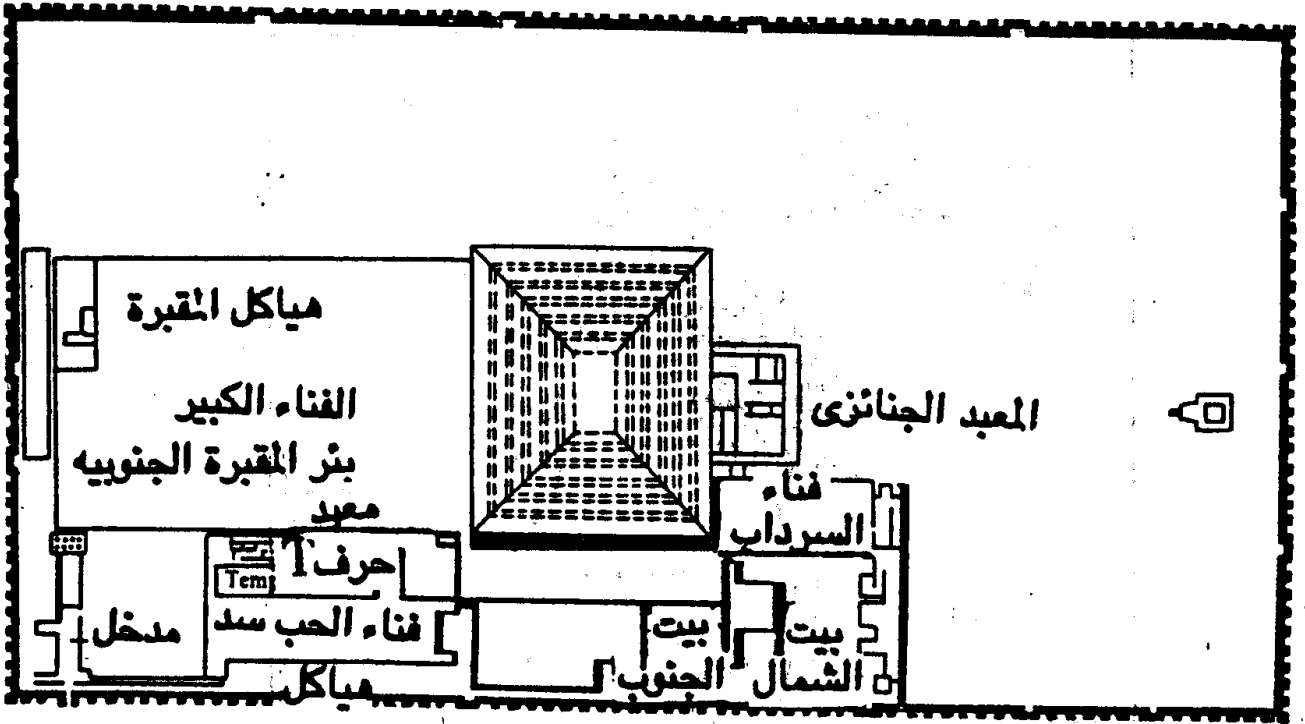 هياكل المقبرة
الفناء الكبير
بئر المقبرة الجنوبيه
معبد
حرف T
Temp
فناء الحب سد
مدخل
هياكل
المعبد الجنائزى
فناء
السرداب
بيت
الجنوب
بيت
الشمال